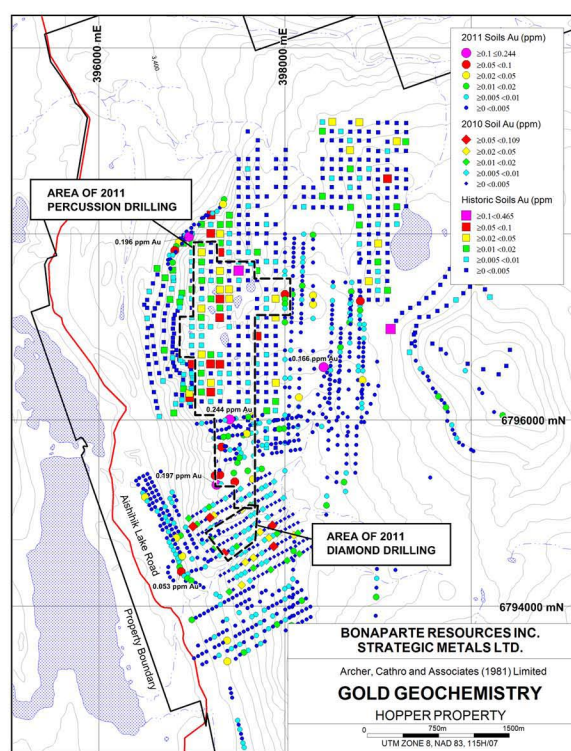 396000 mE
398000 mE
3,400
2011 Soils Au (ppm)
≥0.1 ≤0.244
≥0.05 <0.1
≥0.02 <0.05
≥0.01 <0.02
≥0.005 <0.01
≥0 <0.005
2010 Soil Au (ppm)
≥0.05 <0.109
≥0.02 <0.05
≥0.01 <0.02
≥0.005 <0.01
≥0 <0.005
Historic Soils Au (ppm
≥0.1 <0.465
≥0.05 <0.1
≥0.02 <0.05
≥0.01 <0.02
≥0.005 <0.01
≥0 <0.005
AREA OF 2011
PERCUSSION DRILLING
0.196 ppm Au
0.166 ppm Au
0.244 ppm Au
6796000 mN
0.197 ppm Au
Aishihik Lake Road
AREA OF 2011
DIAMOND DRILLING
0.053 ppm Au
6794000 mN
Property Boundary
BONAPARTE RESOURCES INC.
STRATEGIC METALS LTD.
Archer, Cathro and Associates (1981) Limited
GOLD GEOCHEMISTRY
HOPPER PROPERTY
0 750m 1500m
UTM ZONE 8, NAD 83, 115H/07